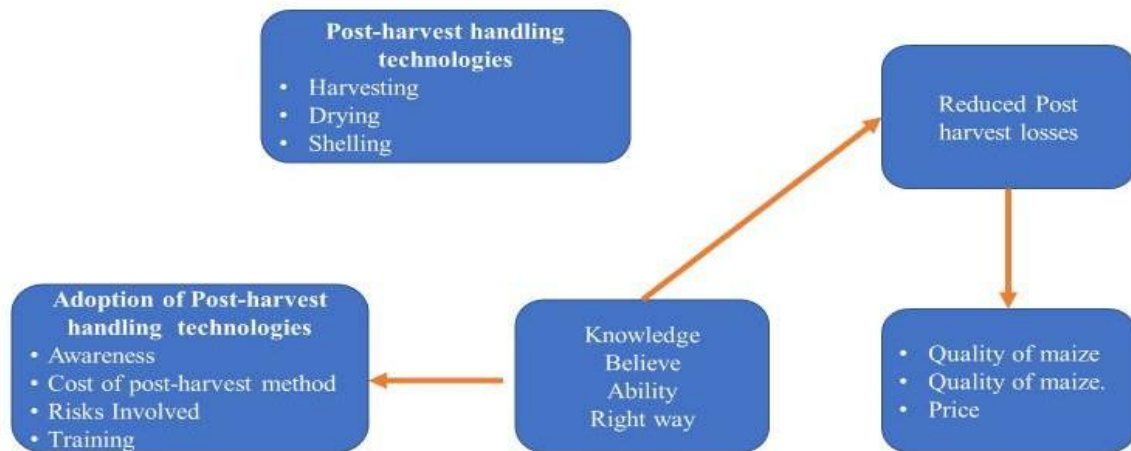 Post-harvest handling
technologies
• Harvesting
• Drying
• Shelling
Reduced Post
harvest losses
Adoption of Post-harvest
handling technologies
• Awareness
• Cost of post-harvest method
• Risks Involved
• Training
Knowledge
Believe
Ability
Right way
• Quality of maize
• Quality of maize.
• Price